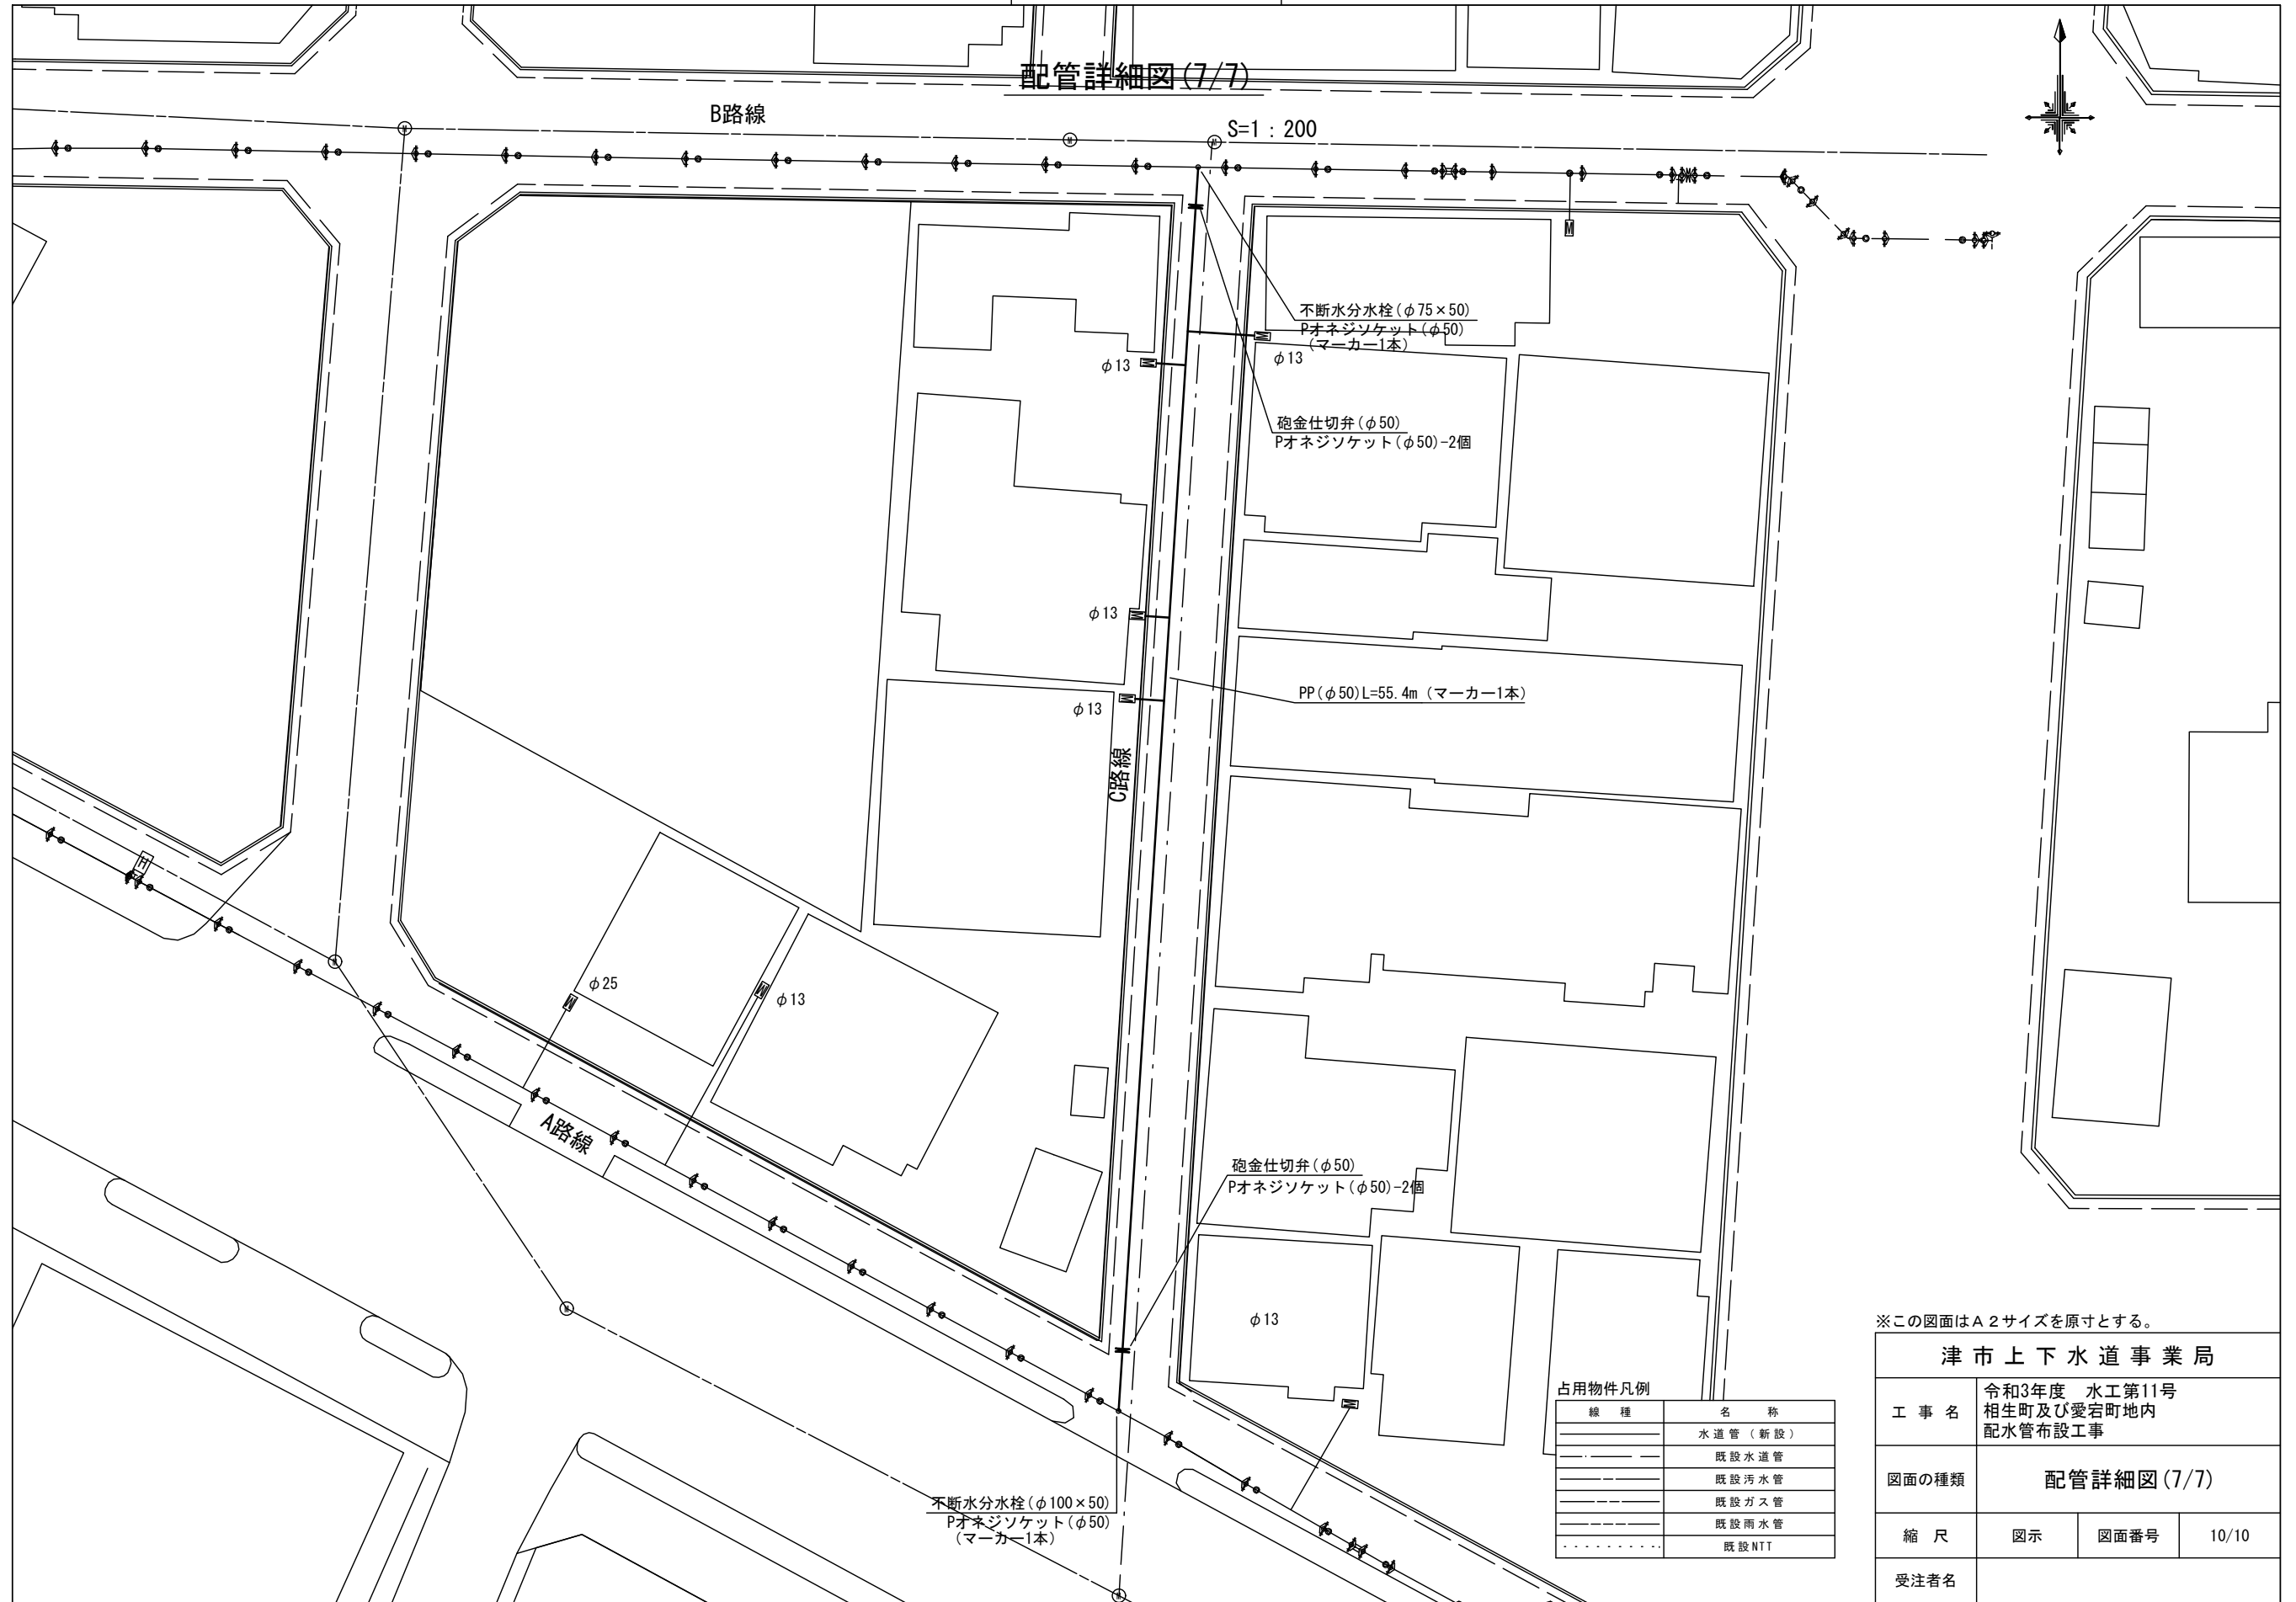 配管詳細図(7/7)
B路線
S=1：200
M
不断水分水栓(φ75×50)
Pオネジソケット(φ50)
(マーカー1本)
M
φ13
φ13
M
砲金仕切弁(φ50)
Pオネジソケット(φ50)-2個
φ13
M
PP(φ50)L=55.4m (マーカー1本)
φ13
M
C路線
H
φ25
M
M
φ13
A路線
砲金仕切弁(φ50)
Pオネジソケット(φ50)-2個
φ13
M
不断水分水栓(φ100×50)
Pオネジソケット(φ50)
(マーカー1本)
占用物件凡例
線 種 名 称
水道管(新設)
既設水道管
既設汚水管
既設ガス管
既設雨水管
既設NTT
※この図面はA2サイズを原寸とする。
津市上下水道事業局
工事名
令和3年度 水工第11号
相生町及び愛宕町地内
配水管布設工事
図面の種類 配管詳細図(7/7)
縮尺 図示 図面番号 10/10
受注者名